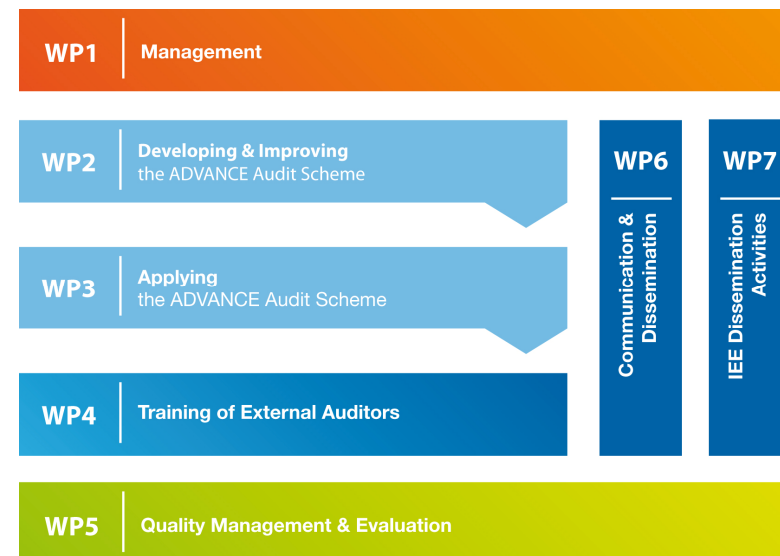 WP1
Management
WP2
Developing & Improving
the ADVANCE Audit Scheme
WP3
Applying
the ADVANCE Audit Scheme
WP4
Training of External Auditors
WP6
Communication &
Dissemination
WP7
IEE Dissemination
Activities
WP5
Quality Management & Evaluation